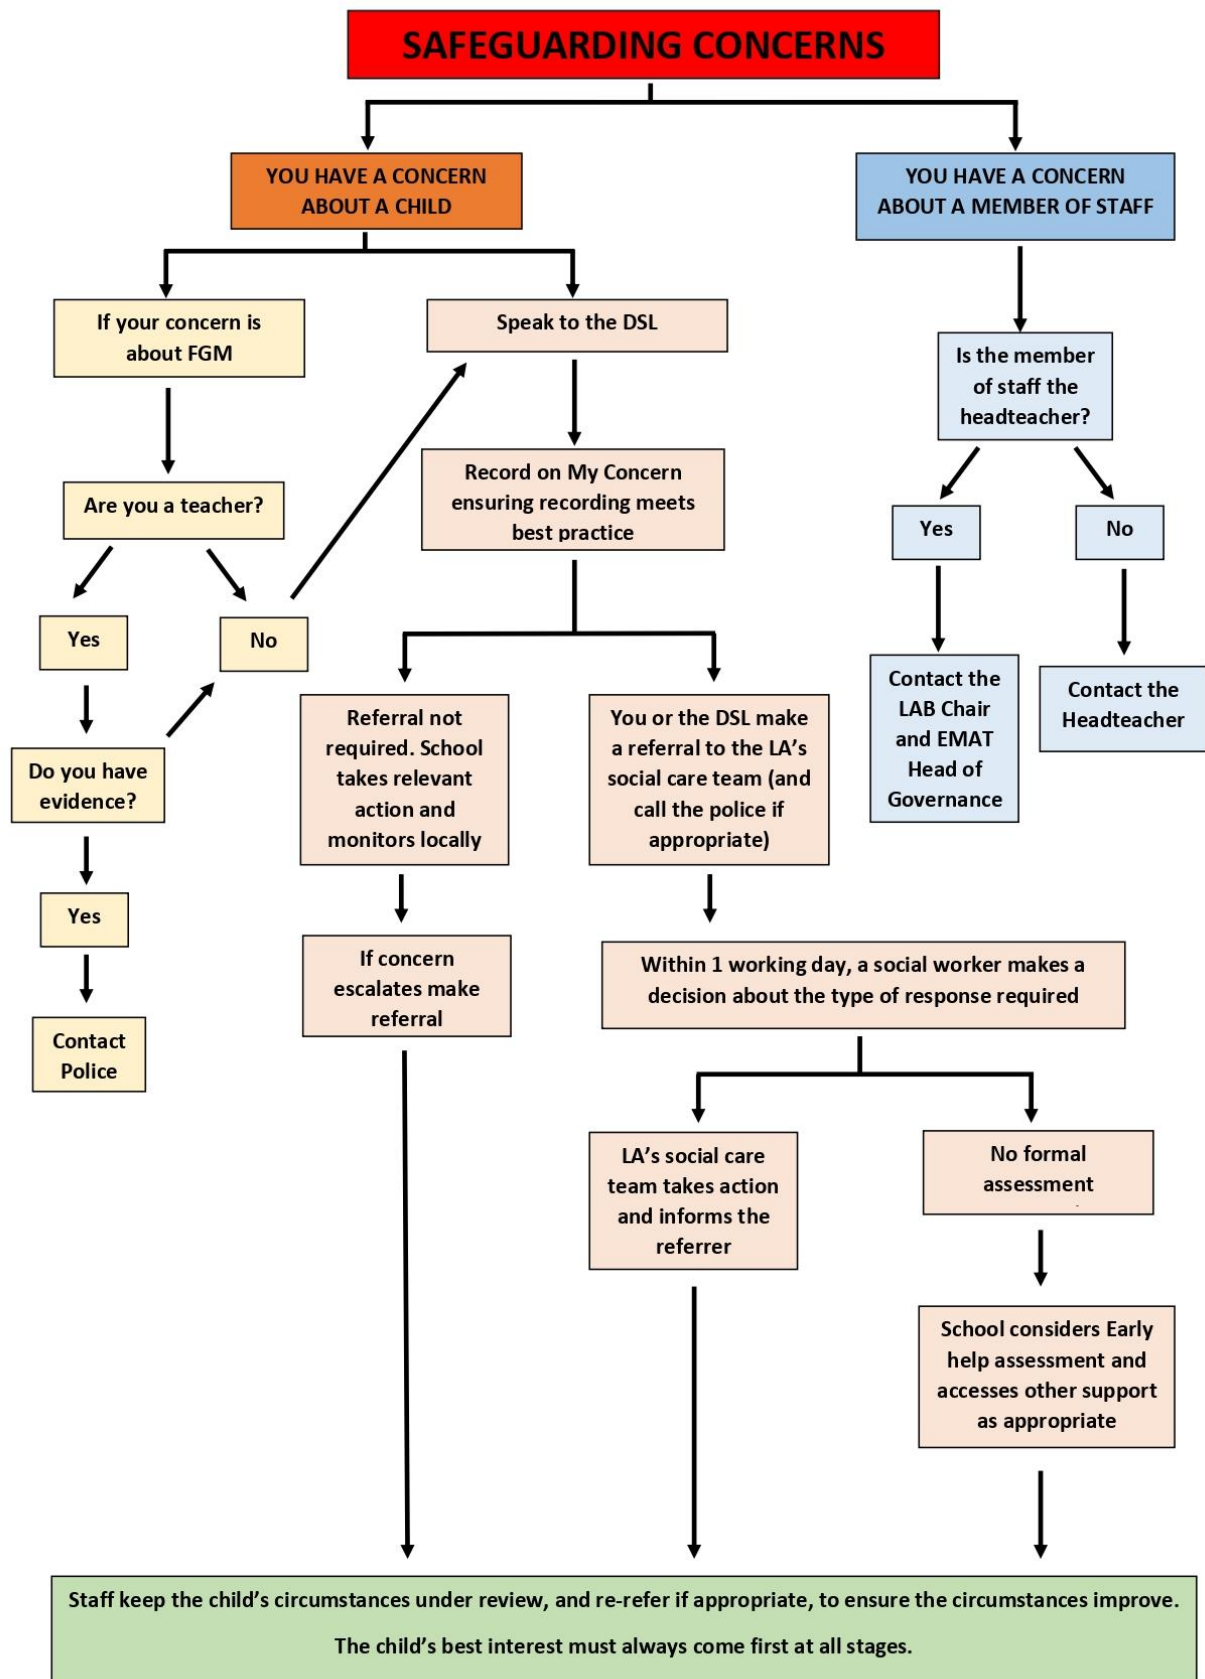 SAFEGUARDING CONCERNS
YOU HAVE A CONCERN
ABOUT A CHILD
YOU HAVE A CONCERN
ABOUT A MEMBER OF STAFF
If your concern is
about FGM
Speak to the DSL
Is the member
of staff the
headteacher?
Record on My Concern
ensuring recording meets
best practice
Are you a teacher?
Yes
No
Yes
No
Contact the
LAB Chair
and EMAT
Head of
Governance
Contact the
Headteacher
Referral not
required. School
takes relevant
action and
monitors locally
You or the DSL make
a referral to the LA’s
social care team (and
call the police if
appropriate)
Do you have
evidence?
Yes
If concern
escalates make
referral
Within 1 working day, a social worker makes a
decision about the type of response required
Contact
Police
LA’s social care
team takes action
and informs the
referrer
No formal
assessment
School considers Early
help assessment and
accesses other support
as appropriate
Staff keep the child’s circumstances under review, and re-refer if appropriate, to ensure the circumstances improve.
The child’s best interest must always come first at all stages.